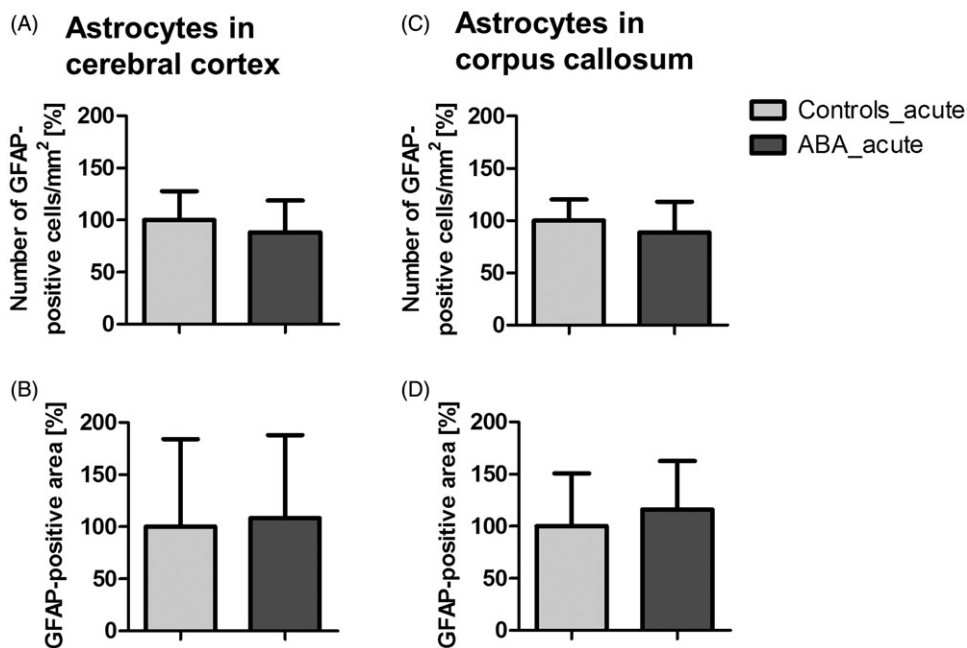 (A)
Astrocytes in
cerebral cortex
Number of GFAP-
positive cells/mm² [%]
200
150
100
50
0
(C)
Astrocytes in
corpus callosum
Number of GFAP-
positive cells/mm² [%]
200
150
100
50
0
Controls_acute
ABA_acute
(B)
GFAP-positive area [%]
200
150
100
50
0
(D)
GFAP-positive area [%]
200
150
100
50
0